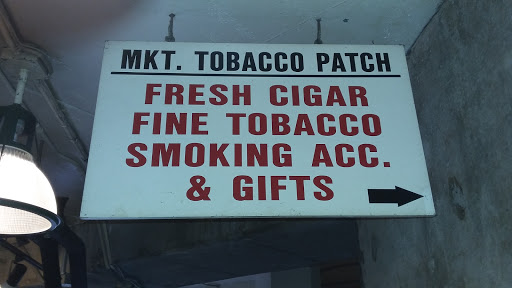 MKT. TOBACCO PATCH
FRESH CIGAR
FINE TOBACCO
SMOKING ACC.
& GIFTS